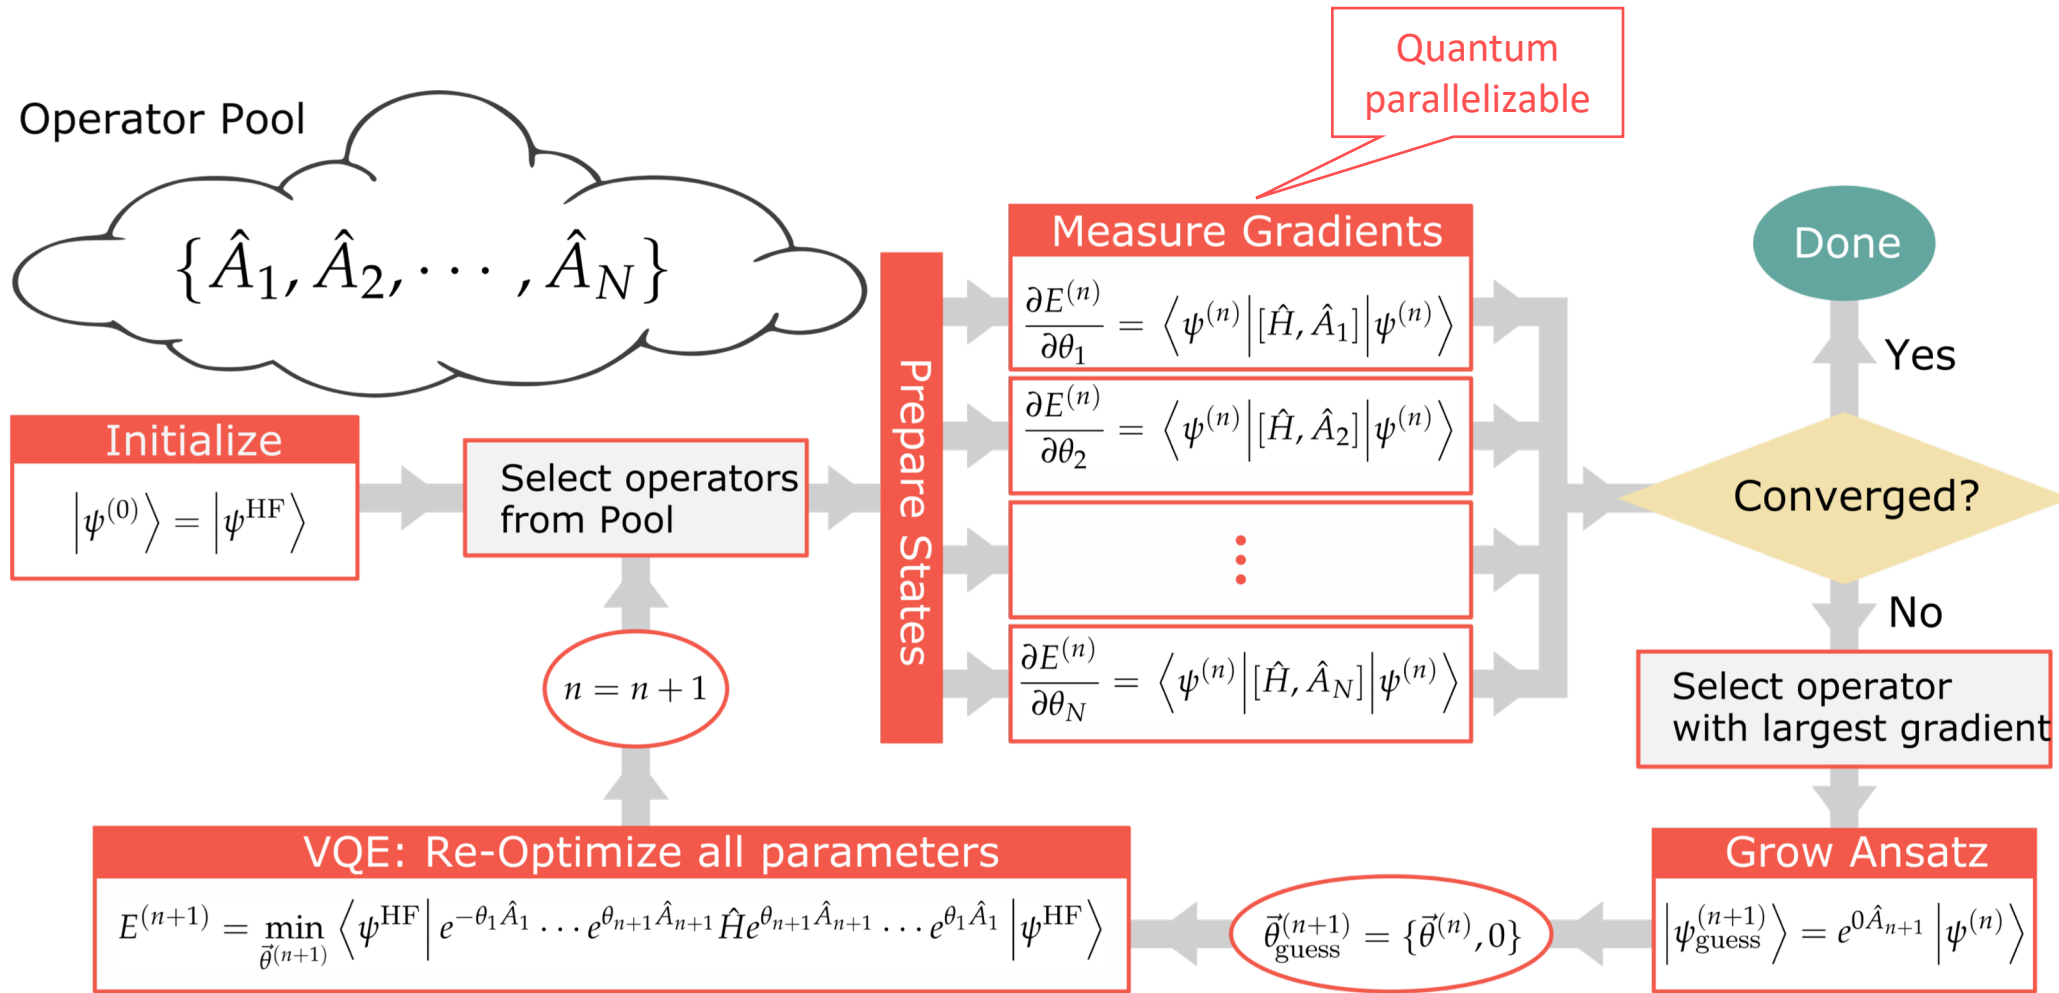 Quantum
parallelizable
Operator Pool
{Â₁, Â₂, · · · , Â_N}
Initialize
|ψ⁽⁰⁾⟩ = |ψ^HF⟩
Select operators
from Pool
Prepare States
Measure Gradients
∂E⁽ⁿ⁾/∂θ₁ = ⟨ψ⁽ⁿ⁾|[Ĥ, Â₁]|ψ⁽ⁿ⁾⟩
∂E⁽ⁿ⁾/∂θ₂ = ⟨ψ⁽ⁿ⁾|[Ĥ, Â₂]|ψ⁽ⁿ⁾⟩
⋮
∂E⁽ⁿ⁾/∂θ_N = ⟨ψ⁽ⁿ⁾|[Ĥ, Â_N]|ψ⁽ⁿ⁾⟩
Done
Yes
Converged?
No
Select operator
with largest gradient
Grow Ansatz
|ψ_guess^(n+1)⟩ = e^{0Â_{n+1}} |ψ⁽ⁿ⁾⟩
θ⃗_guess^(n+1) = {θ⃗⁽ⁿ⁾, 0}
VQE: Re-Optimize all parameters
E^(n+1) = min_{θ⃗^(n+1)} ⟨ψ^HF| e^{−θ₁Â₁} · · · e^{θ_{n+1}Â_{n+1}} Ĥ e^{θ_{n+1}Â_{n+1}} · · · e^{θ₁Â₁} |ψ^HF⟩
n = n + 1